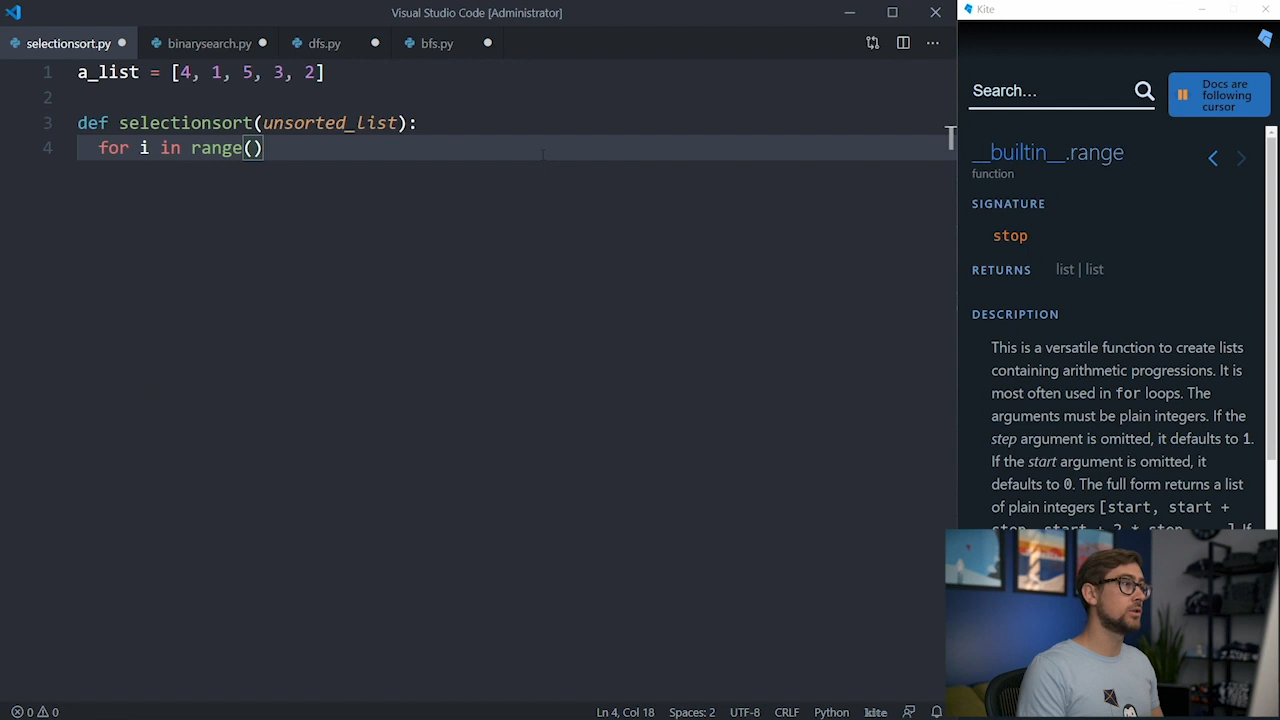 Visual Studio Code [Administrator]
selectionsort.py
binarysearch.py
dfs.py
bfs.py
1 a_list = [4, 1, 5, 3, 2]
2
3 def selectionsort(unsorted_list):
4 for i in range()
0 0
Ln 4, Col 18 Spaces: 2 UTF-8 CRLF Python kite
Kite
Search...
Docs are
following
cursor
__builtin__.range
function
SIGNATURE
stop
RETURNS list | list
DESCRIPTION
This is a versatile function to create lists
containing arithmetic progressions. It is
most often used in for loops. The
arguments must be plain integers. If the
step argument is omitted, it defaults to 1.
If the start argument is omitted, it
defaults to 0. The full form returns a list
of plain integers [start, start +